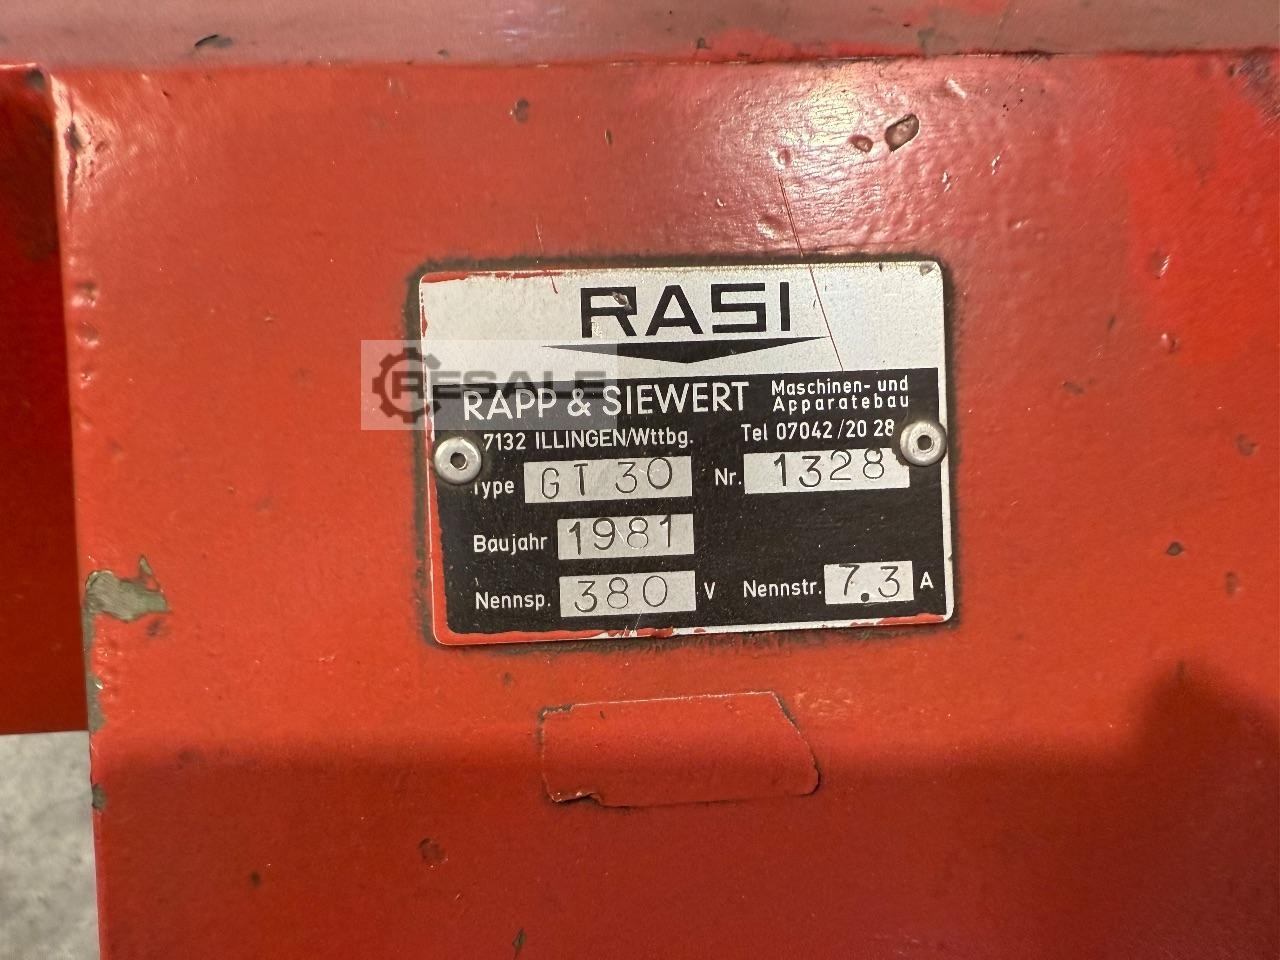 RASI
RESALE
RAPP & SIEWERT Maschinen- und Apparatebau
7132 ILLINGEN/Wttbg. Tel 07042/20 28
Type GT 30 Nr. 1328
Baujahr 1981
Nennsp. 380 V Nennstr. 7.3 A